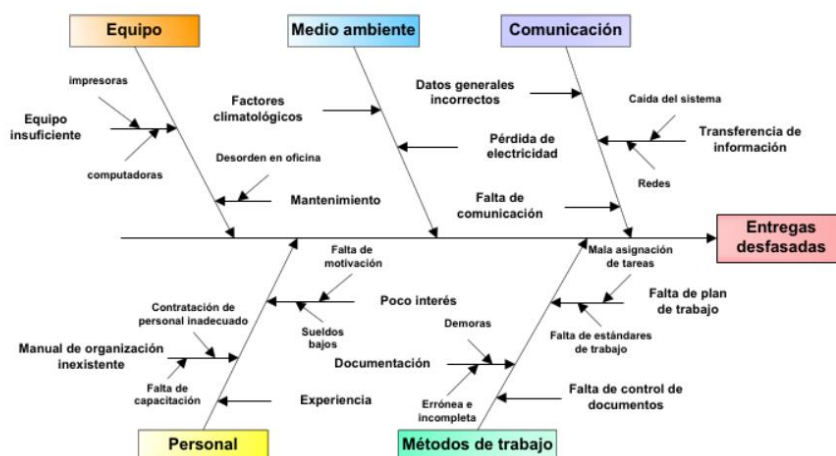 Equipo
Medio ambiente
Comunicación
impresoras
Equipo
insuficiente
computadoras
Desorden en oficina
Mantenimiento
Factores
climatológicos
Pérdida de
electricidad
Datos generales
incorrectos
Caída del sistema
Transferencia de
información
Redes
Falta de
comunicación
Entregas
desfasadas
Falta de
motivación
Poco interés
Sueldos
bajos
Contratación de
personal inadecuado
Manual de organización
inexistente
Falta de
capacitación
Experiencia
Mala asignación
de tareas
Falta de plan
de trabajo
Falta de estándares
de trabajo
Demoras
Documentación
Errónea e
incompleta
Falta de control de
documentos
Personal
Métodos de trabajo